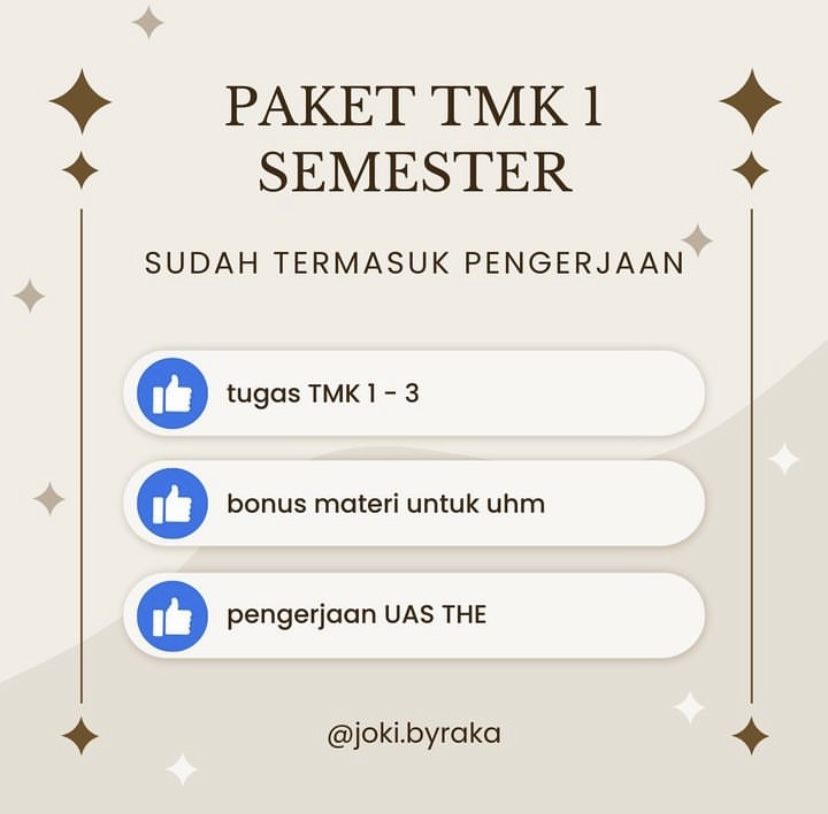 PAKET TMK 1
SEMESTER
SUDAH TERMASUK PENGERJAAN
tugas TMK 1 - 3
bonus materi untuk uhm
pengerjaan UAS THE
@joki.byraka